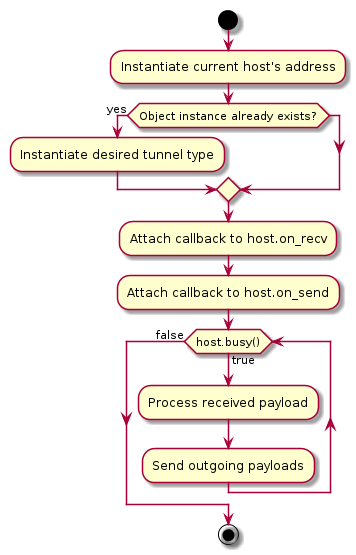 Instantiate current host's address
yes
Object instance already exists?
Instantiate desired tunnel type
Attach callback to host.on_recv
Attach callback to host.on_send
false
host.busy()
true
Process received payload
Send outgoing payloads